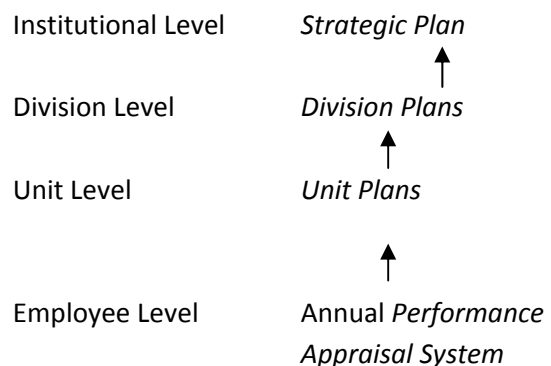 Institutional Level Strategic Plan
Division Level Division Plans
Unit Level Unit Plans
Employee Level Annual Performance
Appraisal System